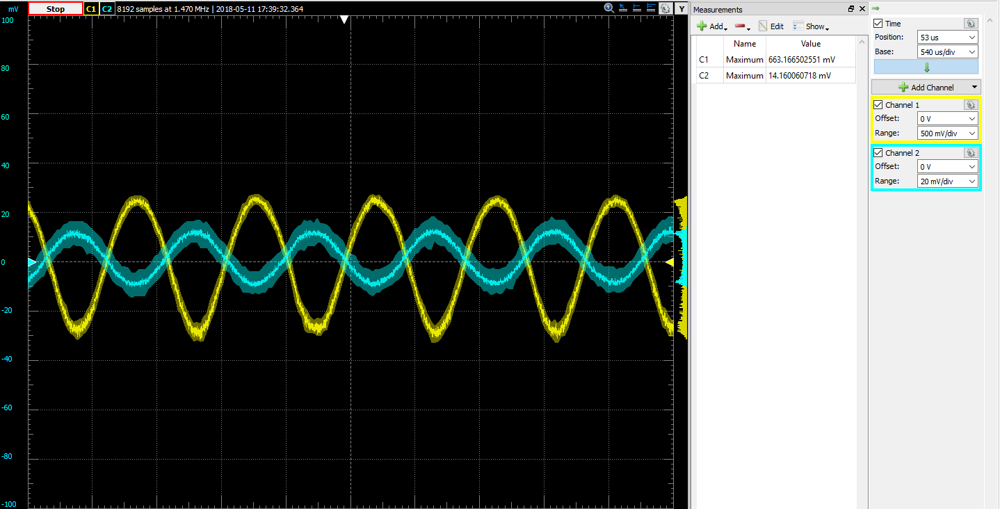 mV Stop C1 C2 8192 samples at 1.470 MHz | 2018-05-11 17:39:32.364 Y
100
80
60
40
20
0
-20
-40
-60
-80
-100
Measurements
Add Edit Show
Name Value
C1 Maximum 663.166502551 mV
C2 Maximum 14.160060718 mV
Time
Position: 53 us
Base: 540 us/div
Add Channel
Channel 1
Offset: 0 V
Range: 500 mV/div
Channel 2
Offset: 0 V
Range: 20 mV/div